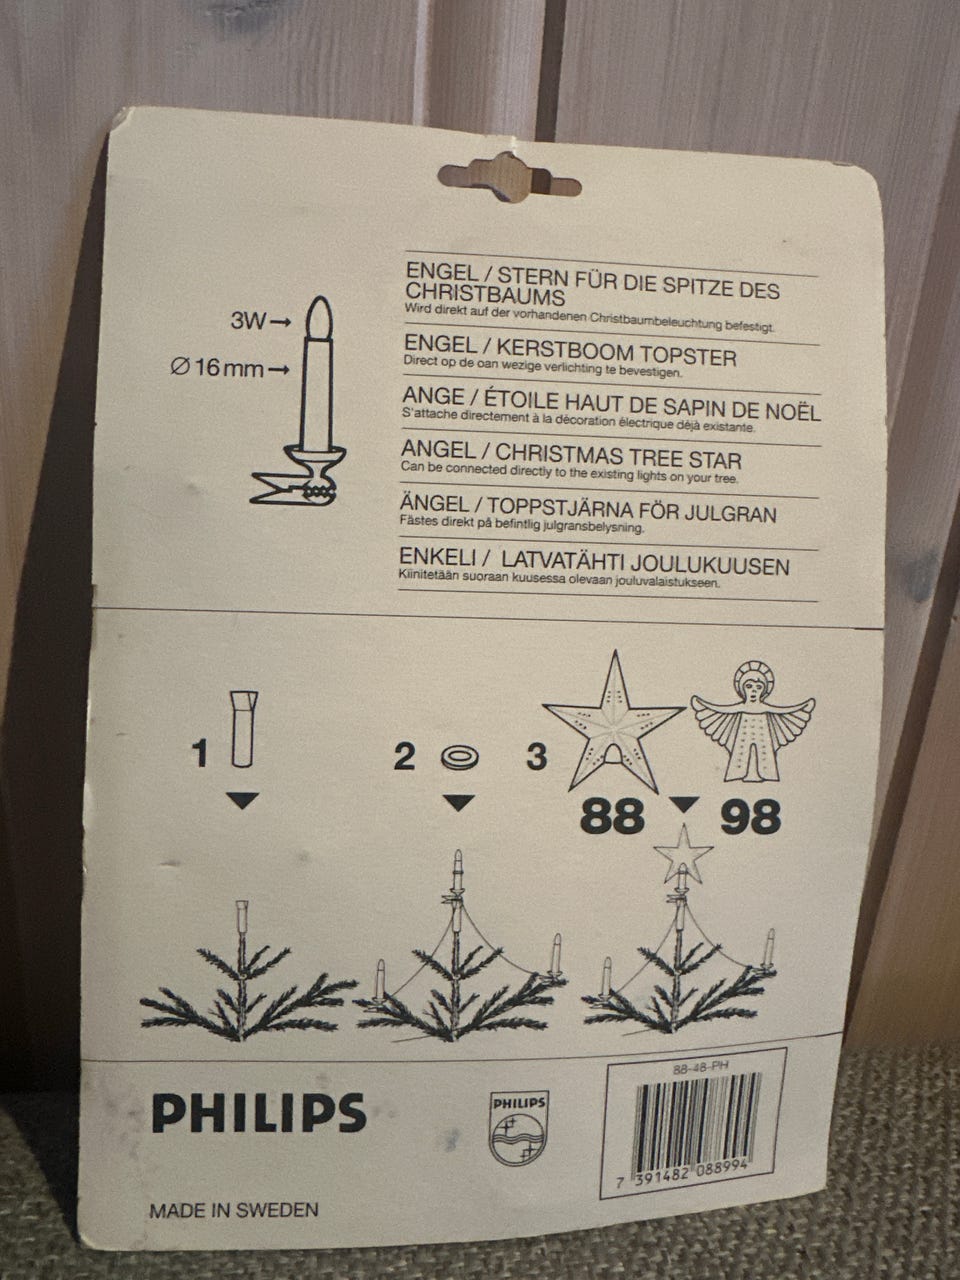 3W→
∅ 16 mm→
ENGEL / STERN FÜR DIE SPITZE DES
CHRISTBAUMS
Wird direkt auf der vorhandenen Christbaumbeleuchtung befestigt.
ENGEL / KERSTBOOM TOPSTER
Direct op de oan wezige verlichting te bevestigen.
ANGE / ÉTOILE HAUT DE SAPIN DE NOËL
S'attache directement à la décoration électrique déjà existante.
ANGEL / CHRISTMAS TREE STAR
Can be connected directly to the existing lights on your tree.
ÄNGEL / TOPPSTJÄRNA FÖR JULGRAN
Fästes direkt på befintlig julgransbelysning.
ENKELI / LATVATÄHTI JOULUKUUSEN
Kiinitetään suoraan kuusessa olevaan jouluvalaistukseen.
1
2
3
88
98
PHILIPS
PHILIPS
88-48-PH
7 391482 088994
MADE IN SWEDEN